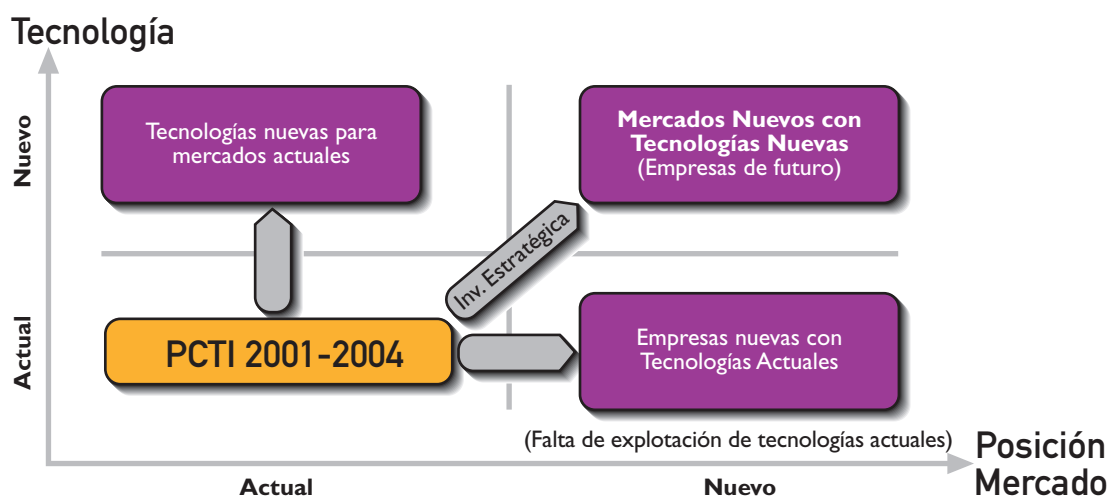 Tecnología
Nuevo
Tecnologías nuevas para
mercados actuales
Mercados Nuevos con
Tecnologías Nuevas
(Empresas de futuro)
Inv. Estratégica
Actual
PCTI 2001-2004
Empresas nuevas con
Tecnologías Actuales
(Falta de explotación de tecnologías actuales)
Posición
Mercado
Actual
Nuevo